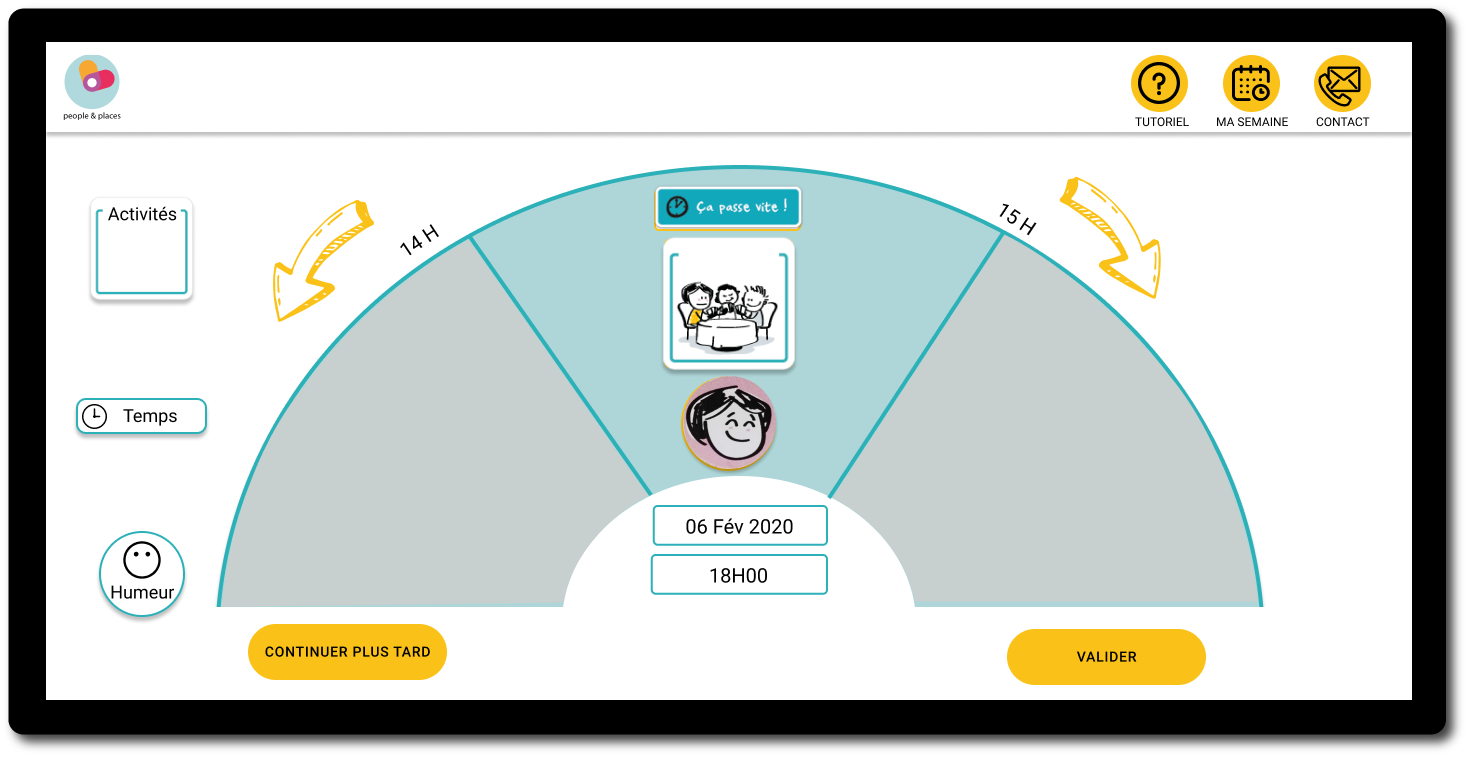 people & places
TUTORIEL
MA SEMAINE
CONTACT
Activités
14 H
Ça passe vite !
15 H
Temps
06 Fév 2020
18H00
Humeur
CONTINUER PLUS TARD
VALIDER